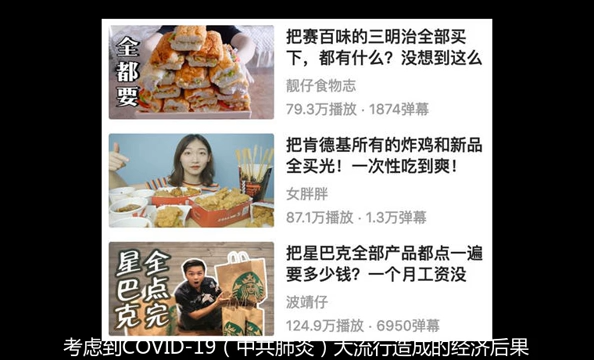 全
都
要
把赛百味的三明治全部买
下，都有什么？没想到这么
靓仔食物志
79.3万播放 · 1874弹幕
把肯德基所有的炸鸡和新品
全买光！一次性吃到爽！
女胖胖
87.1万播放 · 1.3万弹幕
星巴克
全点完
把星巴克全部产品都点一遍
要多少钱？一个月工资没
波靖仔
124.9万播放 · 6950弹幕
考虑到COVID-19（中共肺炎）大流行造成的经济后果